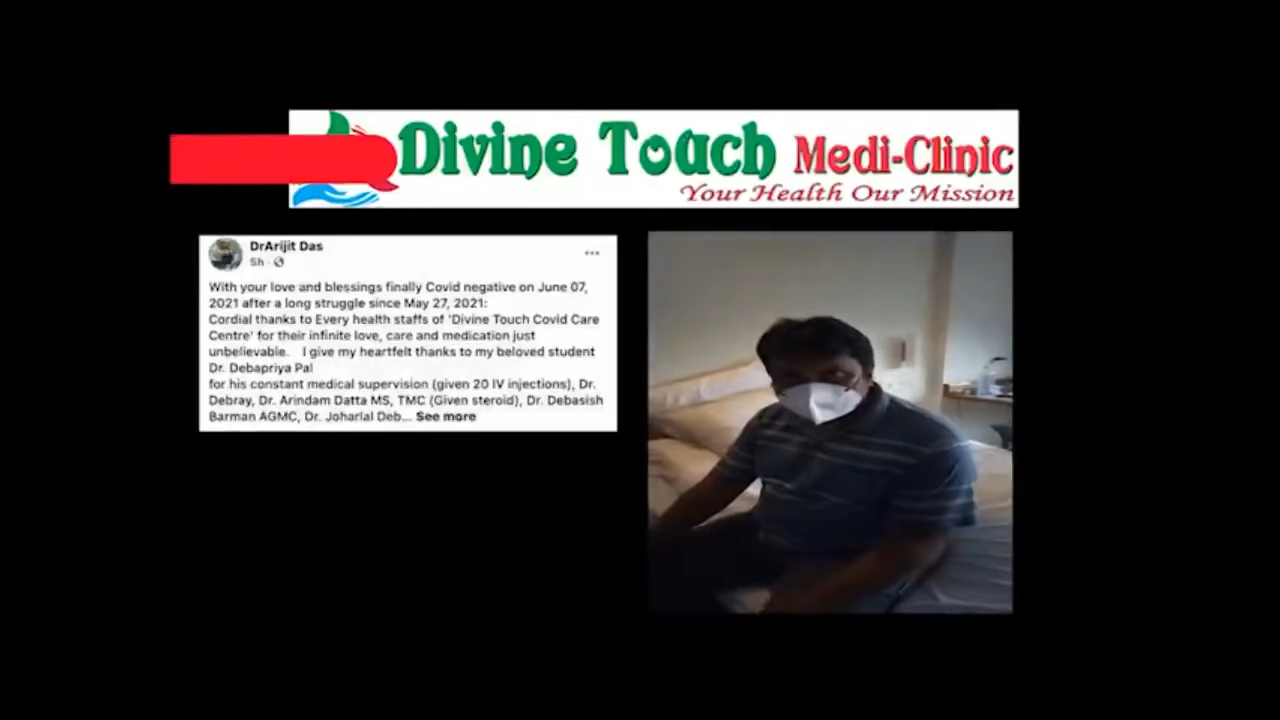 Divine Touch Medi-Clinic
Your Health Our Mission
DrArijit Das
5h ·
With your love and blessings finally Covid negative on June 07,
2021 after a long struggle since May 27, 2021:
Cordial thanks to Every health staffs of 'Divine Touch Covid Care
Centre' for their infinite love, care and medication just
unbelievable. I give my heartfelt thanks to my beloved student
Dr. Debapriya Pal
for his constant medical supervision (given 20 IV injections), Dr.
Debray, Dr. Arindam Datta MS, TMC (Given steroid), Dr. Debasish
Barman AGMC, Dr. Joharlal Deb... See more